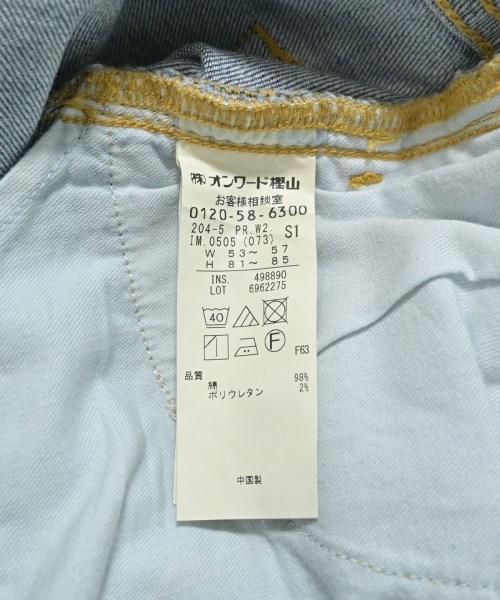 (株)オンワード樫山
お客様相談室
0120-58-6300
204-5 PR.W2. S1
IM.0505 (073)
W 53～ 57
H 81～ 85
INS. 498890
LOT 6962275
40
F
F63
品質
綿 98%
ポリウレタン 2%
中国製